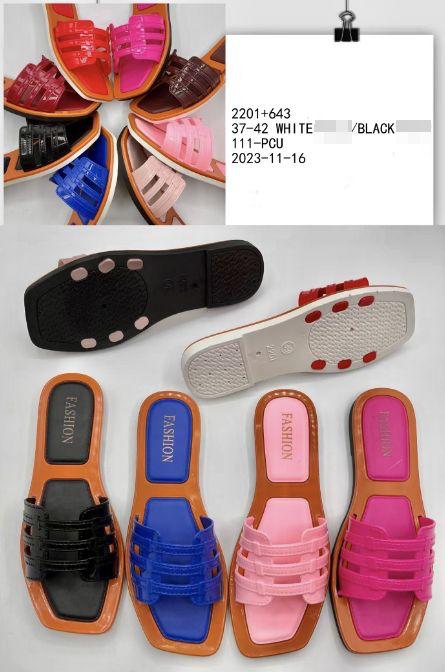 2201+643
37-42 WHITE /BLACK
111-PCU
2023-11-16
FASHION
FASHION
FASHION
FASHION